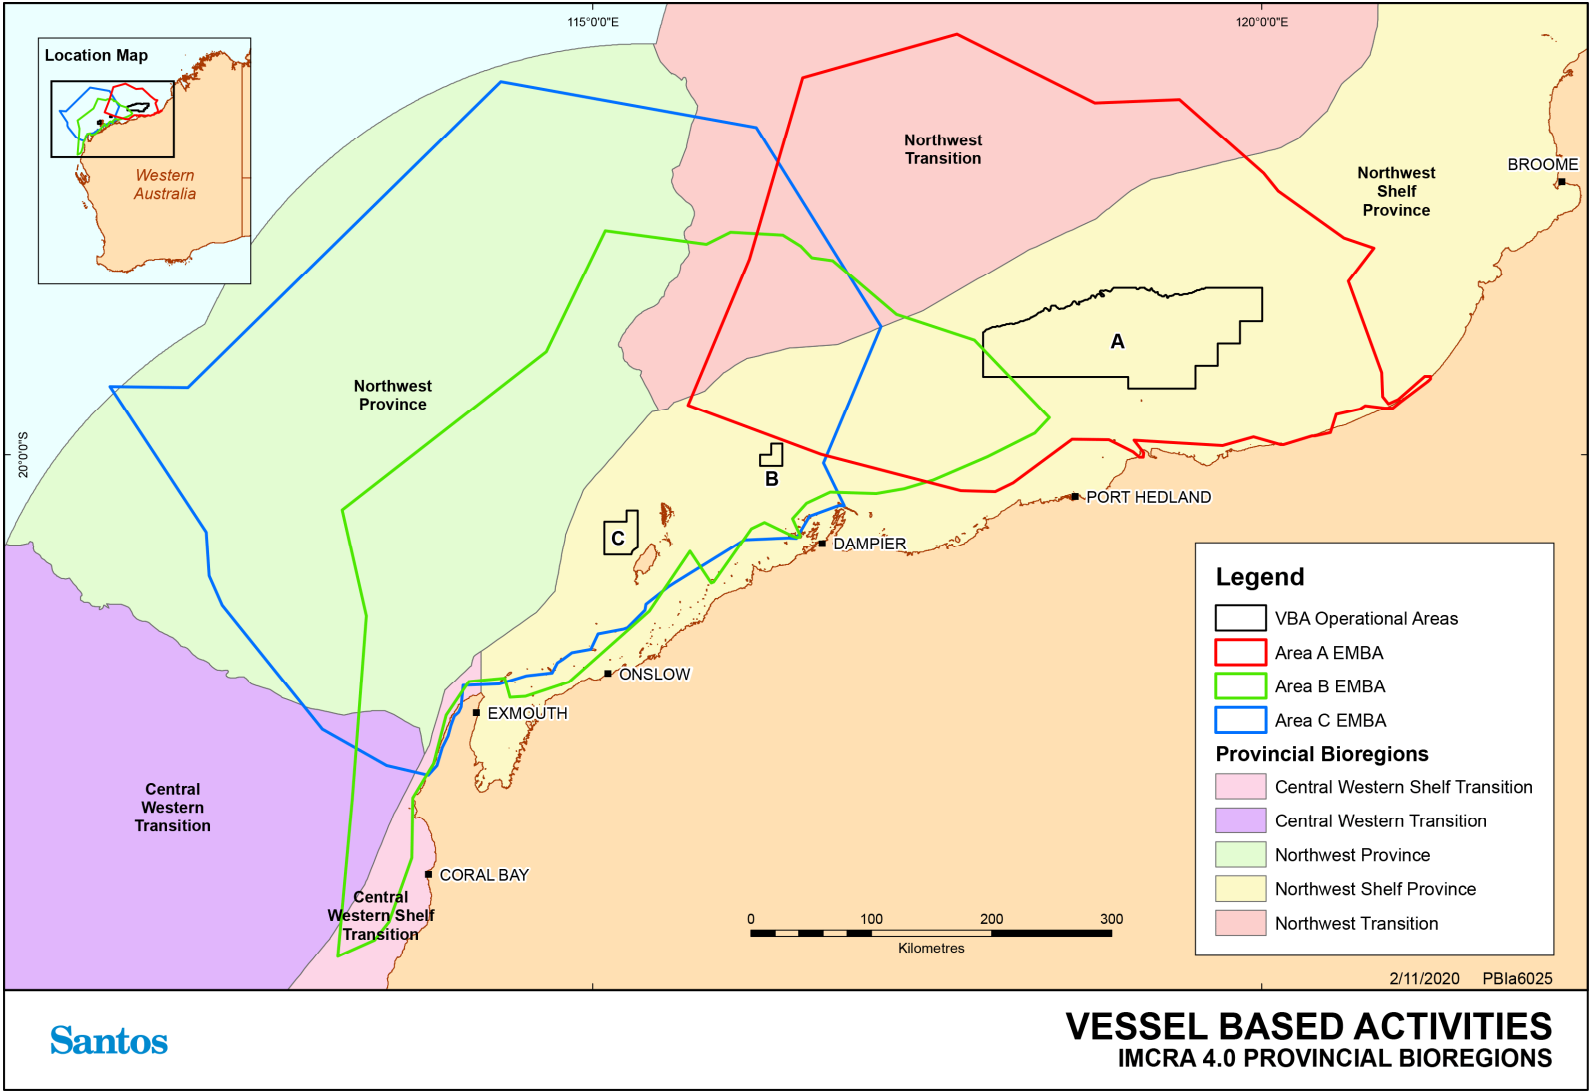 115°0'0"E
120°0'0"E
Location Map
Western
Australia
Northwest
Transition
BROOME
Northwest
Shelf
Province
A
Northwest
Province
20°0'0"S
B
PORT HEDLAND
C
DAMPIER
ONSLOW
EXMOUTH
Central
Western
Transition
CORAL BAY
Central
Western Shelf
Transition
Legend
VBA Operational Areas
Area A EMBA
Area B EMBA
Area C EMBA
Provincial Bioregions
Central Western Shelf Transition
Central Western Transition
Northwest Province
Northwest Shelf Province
Northwest Transition
0 100 200 300
Kilometres
2/11/2020 PBIa6025
Santos
VESSEL BASED ACTIVITIES
IMCRA 4.0 PROVINCIAL BIOREGIONS